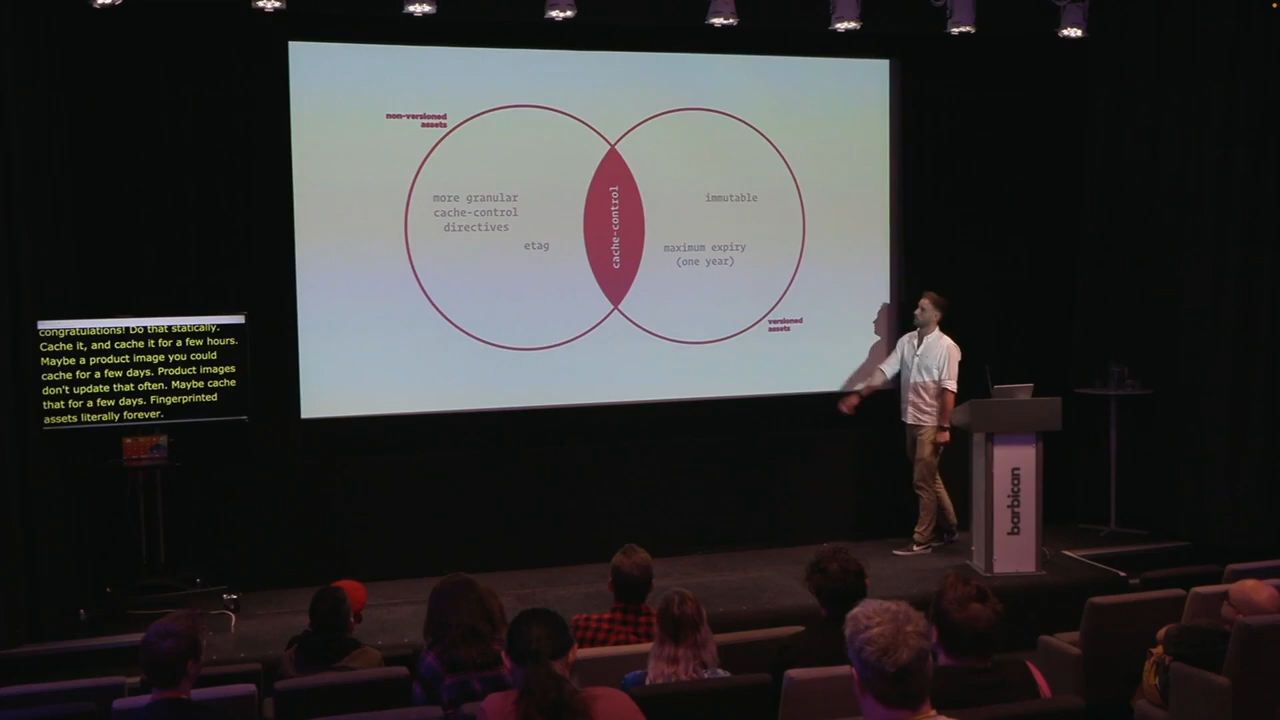 non-versioned
assets
more granular
cache-control
directives
etag
cache-control
immutable
maximum expiry
(one year)
versioned
assets
congratulations! Do that statically.
Cache it, and cache it for a few hours.
Maybe a product image you could
cache for a few days. Product images
don't update that often. Maybe cache
that for a few days. Fingerprinted
assets literally forever.
barbican